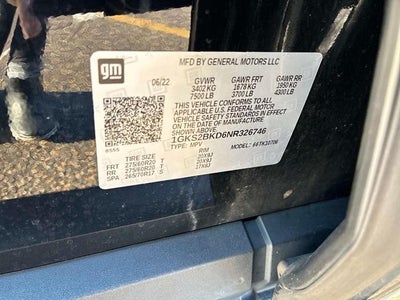 gm
MFD BY GENERAL MOTORS LLC
06/22 GVWR GAWR FRT GAWR RR
3402 KG 1678 KG 1950 KG
7500 LB 3700 LB 4300 LB
THIS VEHICLE CONFORMS TO ALL
APPLICABLE U.S. FEDERAL MOTOR
VEHICLE SAFETY STANDARDS IN EFFECT
ON THE DATE OF MANUFACTURE
SHOWN ABOVE.
1GKS2BKD6NR326746
TYPE: MPV MODEL: 66TK10706
TIRE SIZE RIM
FRT 275/60R20 T 20X9J
RR 275/60R20 T 20X9J
SPA 265/70R17 S 17X8J